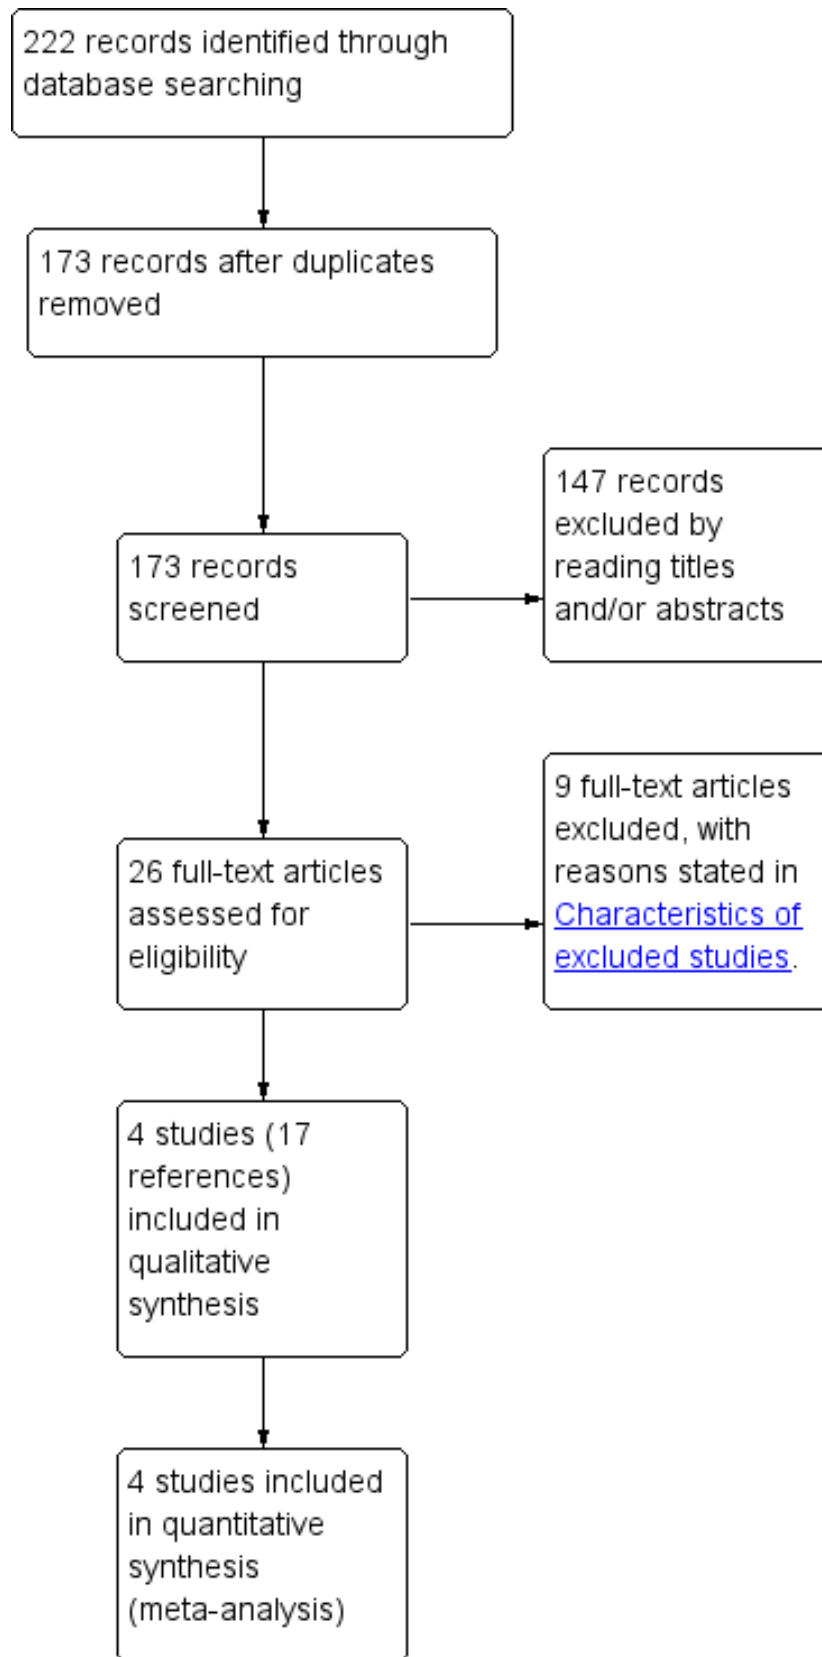 222 records identified through
database searching
173 records after duplicates
removed
173 records
screened
147 records
excluded by
reading titles
and/or abstracts
26 full-text articles
assessed for
eligibility
9 full-text articles
excluded, with
reasons stated in
Characteristics of
excluded studies.
4 studies (17
references)
included in
qualitative
synthesis
4 studies included
in quantitative
synthesis
(meta-analysis)